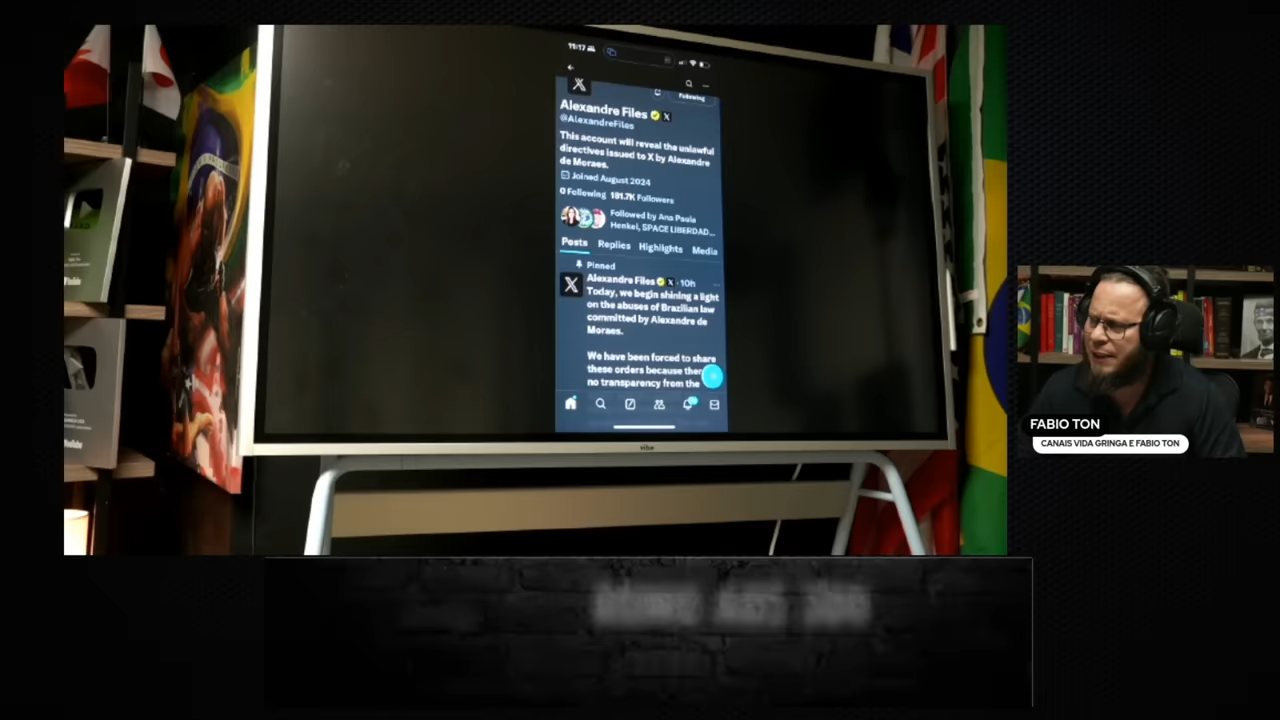 11:17
Following
Alexandre Files
@AlexandreFiles
This account will reveal the unlawful
directives issued to X by Alexandre
de Moraes.
Joined August 2024
0 Following 181.7K Followers
Followed by Ana Paula
Henkel, SPACE LIBERDAD...
Posts Replies Highlights Media
Pinned
Alexandre Files X · 10h
Today, we begin shining a light
on the abuses of Brazilian law
committed by Alexandre de
Moraes.
We have been forced to share
these orders because
no transparency from the
vibe
YouTube
FABIO TON
CANAIS VIDA GRINGA E FABIO TON